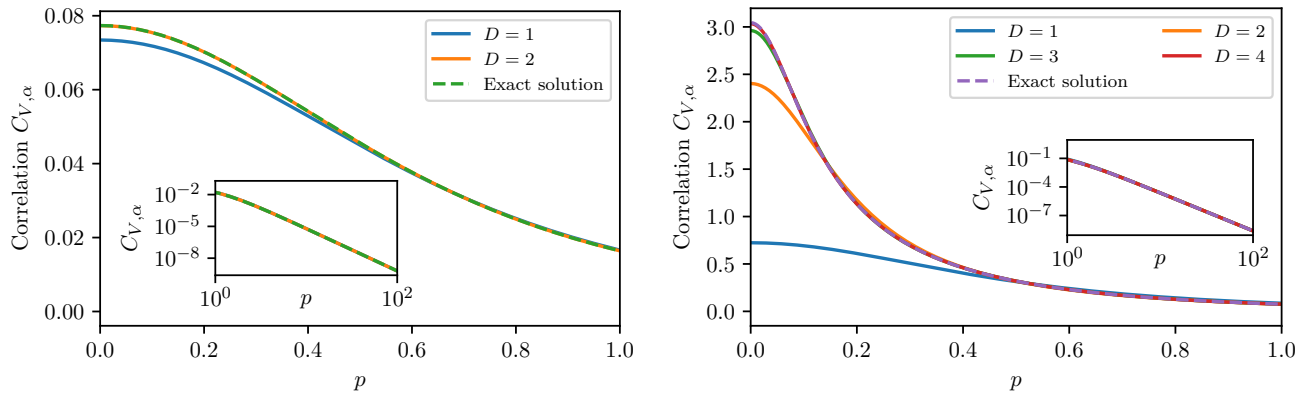 0.08
0.06
0.04
0.02
0.00
Correlation $C_{V,\alpha}$
D = 1
D = 2
Exact solution
10^{-2}
10^{-5}
10^{-8}
$C_{V,\alpha}$
10^0
p
10^2
0.0 0.2 0.4 0.6 0.8 1.0
p
3.0
2.5
2.0
1.5
1.0
0.5
0.0
Correlation $C_{V,\alpha}$
D = 1 D = 2
D = 3 D = 4
Exact solution
10^{-1}
10^{-4}
10^{-7}
$C_{V,\alpha}$
10^0
p
10^2
0.0 0.2 0.4 0.6 0.8 1.0
p